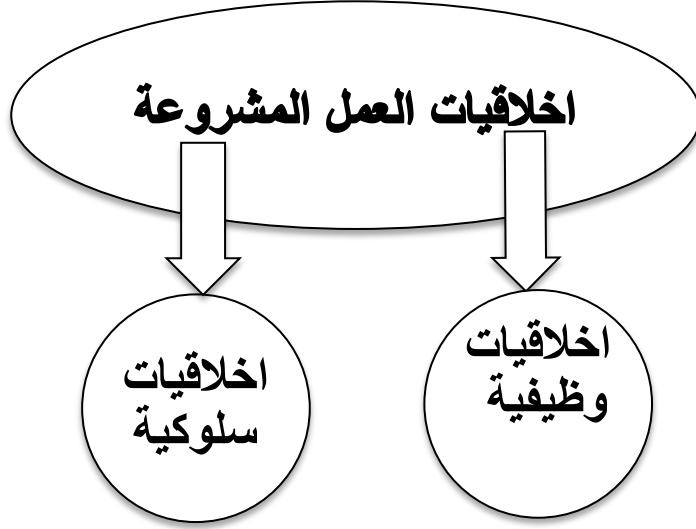 اخلاقيات العمل المشروعة
اخلاقيات
وظيفية
اخلاقيات
سلوكية